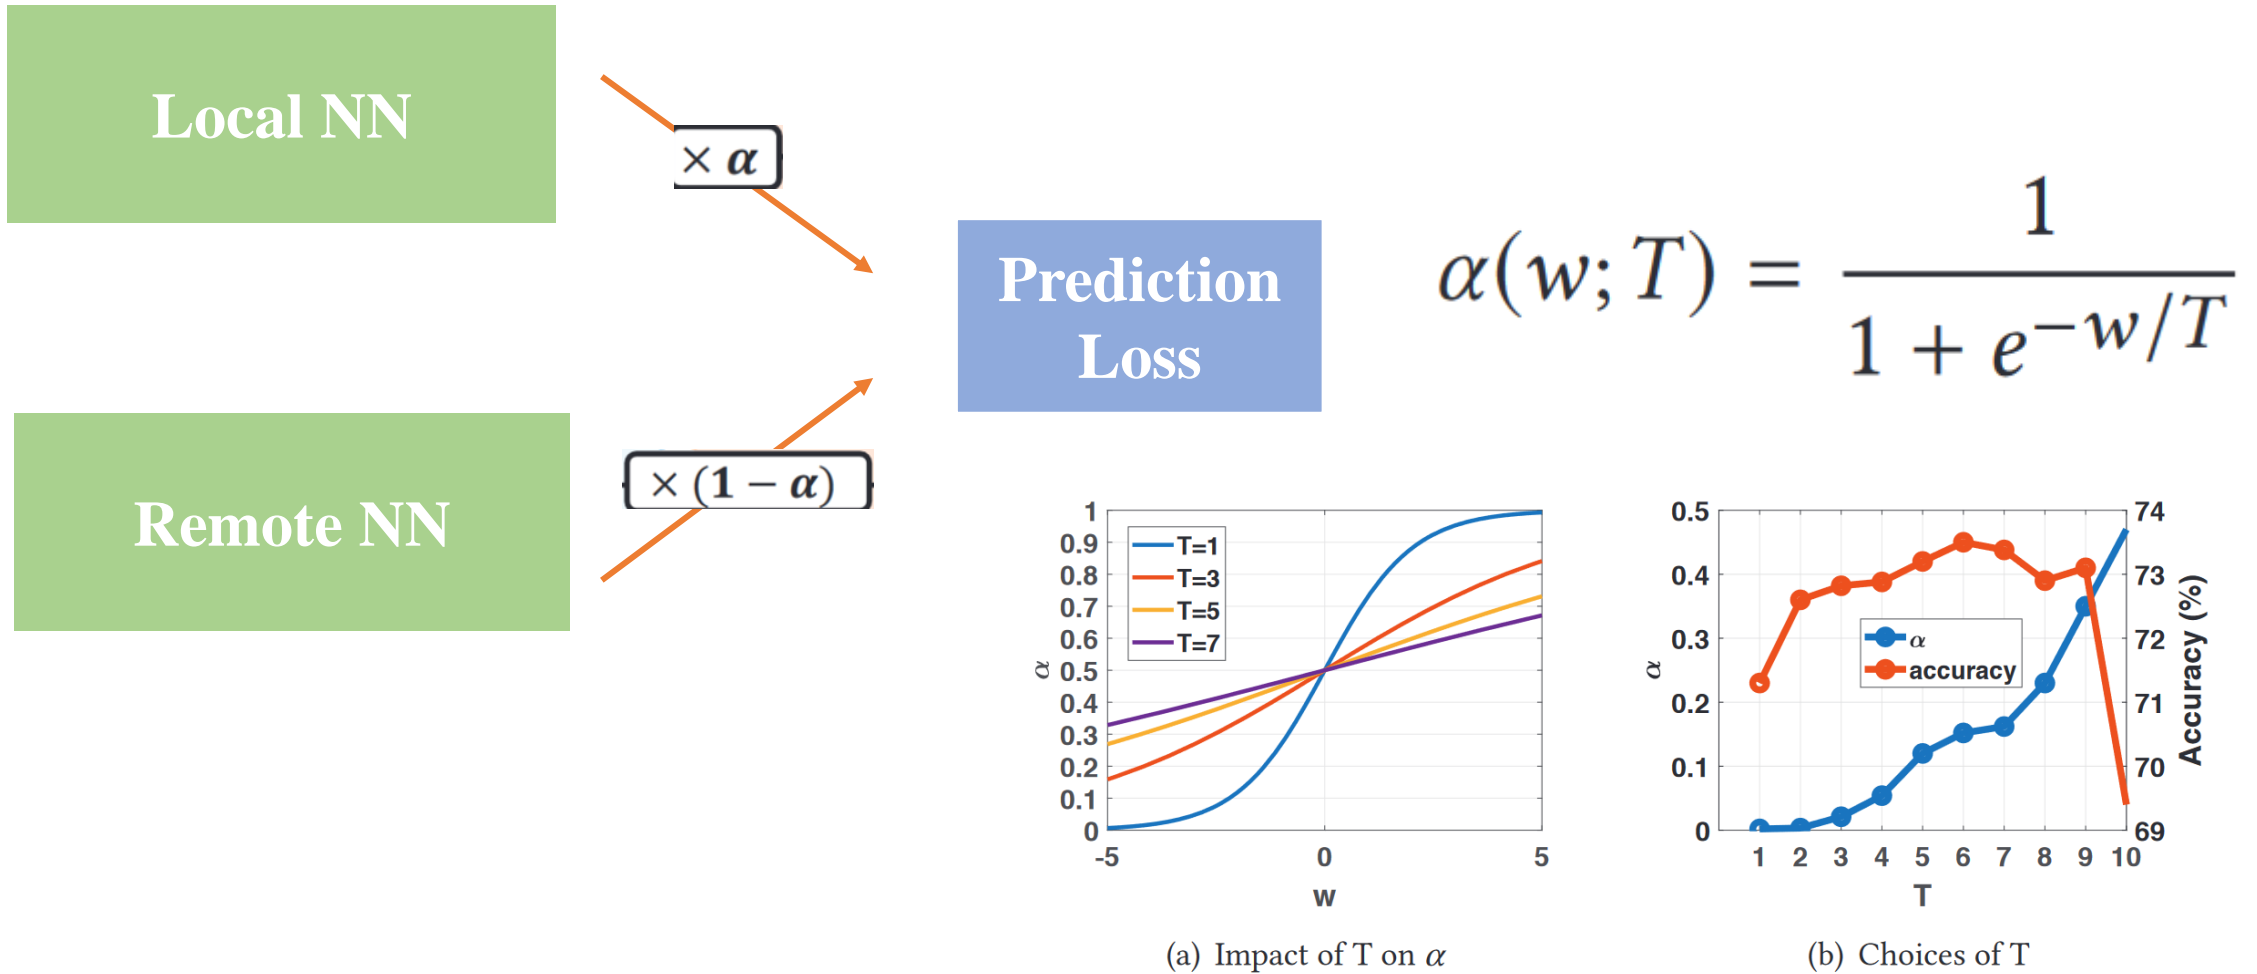 Local NN
× α
Prediction
Loss
α(w; T) = 1 / (1 + e^{−w/T})
Remote NN
× (1 − α)
1
0.9
0.8
0.7
0.6
0.5
0.4
0.3
0.2
0.1
0
α
T=1
T=3
T=5
T=7
-5 0 5
w
(a) Impact of T on α
0.5
0.4
0.3
0.2
0.1
0
α
α
accuracy
74
73
72
71
70
69
Accuracy (%)
1 2 3 4 5 6 7 8 9 10
T
(b) Choices of T